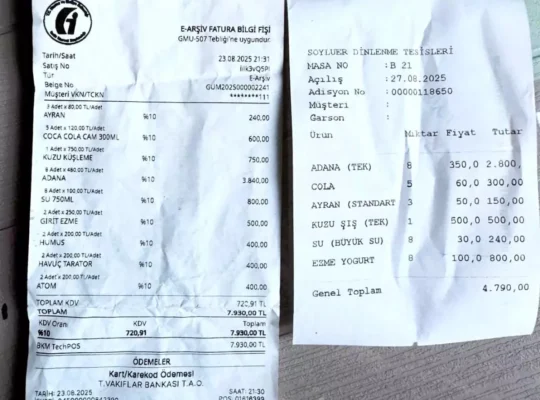 E-ARŞİV FATURA BİLGİ FİŞİ
GMU-507 Tebliği'ne uygundur.
Tarih/Saat 23.08.2025 21:31
Satış No
Tür E-Arşiv
Belge No GUM2025000002241
Müşteri VKN/TCKN ********111
3 Adet x 80,00 TL/Adet
AYRAN %10 240,00
5 Adet x 120,00 TL/Adet
COCA COLA CAM 300ML %10 600,00
1 Adet x 750,00 TL/Adet
KUZU KÜŞLEME %10 750,00
8 Adet x 480,00 TL/Adet
ADANA %10 3.840,00
8 Adet x 100,00 TL/Adet
SU 750ML %10 800,00
2 Adet x 250,00 TL/Adet
GİRİT EZME %10 500,00
2 Adet x 200,00 TL/Adet
HUMUS %10 400,00
2 Adet x 200,00 TL/Adet
HAVUÇ TARATOR %10 400,00
2 Adet x 200,00 TL/Adet
ATOM %10 400,00
TOPLAM KDV 720,91 TL
TOPLAM 7.930,00 TL
KDV Oranı KDV Toplam
%10 720,91 7.930,00 TL
BKM TechPOS 7.930,00 TL
ÖDEMELER
Kart/Karekod Ödemesi
T.VAKIFLAR BANKASI T.A.O.
TARİH: 23.08.2025 SAAT: 21:30
SOYLUER DİNLENME TESİSLERİ
MASA NO : B 21
Açılış : 27.08.2025
Adisyon No : 00000118650
Müşteri :
Garson :
Ürün Miktar Fiyat Tutar
ADANA (TEK) 8 350,0 2.800,
COLA 5 60,0 300,00
AYRAN (STANDART 3 50,0 150,00
KUZU ŞIŞ (TEK) 1 500,0 500,00
SU (BÜYÜK SU) 8 30,0 240,00
EZME YOGURT 8 100,0 800,00
Genel Toplam 4.790,00